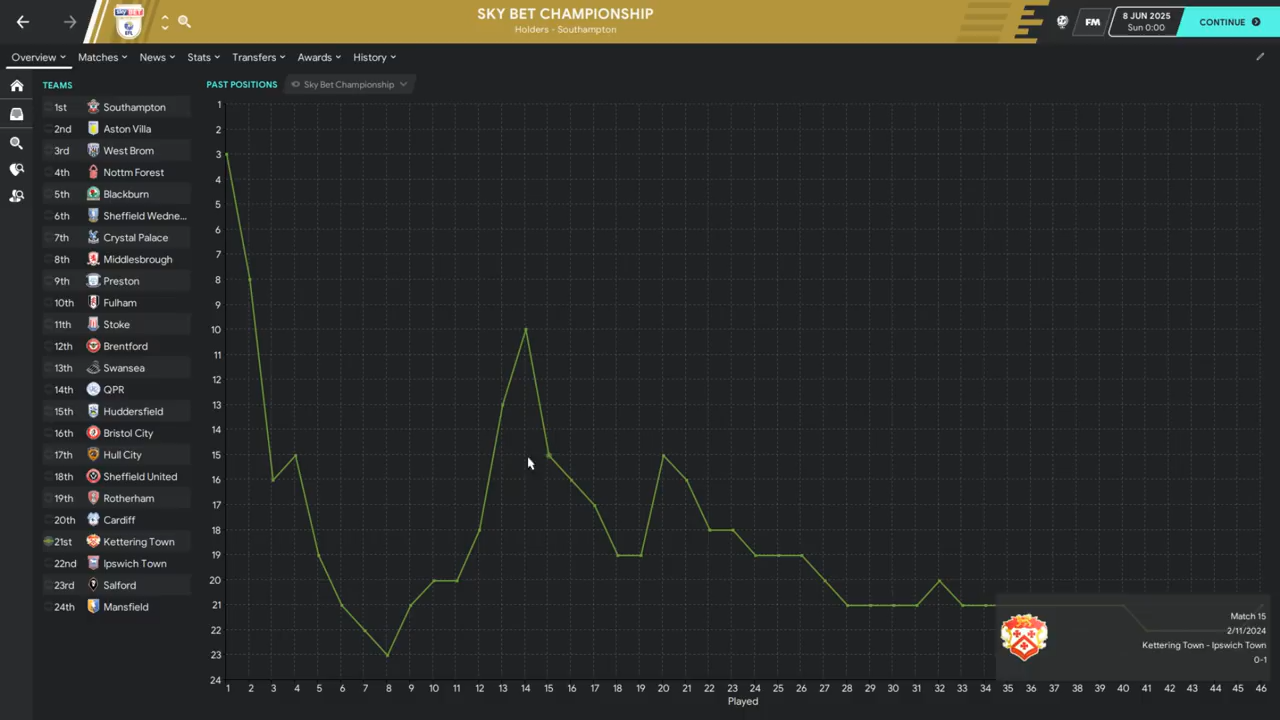 SKY BET CHAMPIONSHIP
Holders - Southampton
FM
8 JUN 2025
Sun 0:00
CONTINUE
Overview
Matches
News
Stats
Transfers
Awards
History
TEAMS
PAST POSITIONS
Sky Bet Championship
1st Southampton
2nd Aston Villa
3rd West Brom
4th Nottm Forest
5th Blackburn
6th Sheffield Wedne...
7th Crystal Palace
8th Middlesbrough
9th Preston
10th Fulham
11th Stoke
12th Brentford
13th Swansea
14th QPR
15th Huddersfield
16th Bristol City
17th Hull City
18th Sheffield United
19th Rotherham
20th Cardiff
21st Kettering Town
22nd Ipswich Town
23rd Salford
24th Mansfield
1
2
3
4
5
6
7
8
9
10
11
12
13
14
15
16
17
18
19
20
21
22
23
24
1 2 3 4 5 6 7 8 9 10 11 12 13 14 15 16 17 18 19 20 21 22 23 24 25 26 27 28 29 30 31 32 33 34 35 36 37 38 39 40 41 42 43 44 45 46
Played
Match 15
2/11/2024
Kettering Town - Ipswich Town
0-1